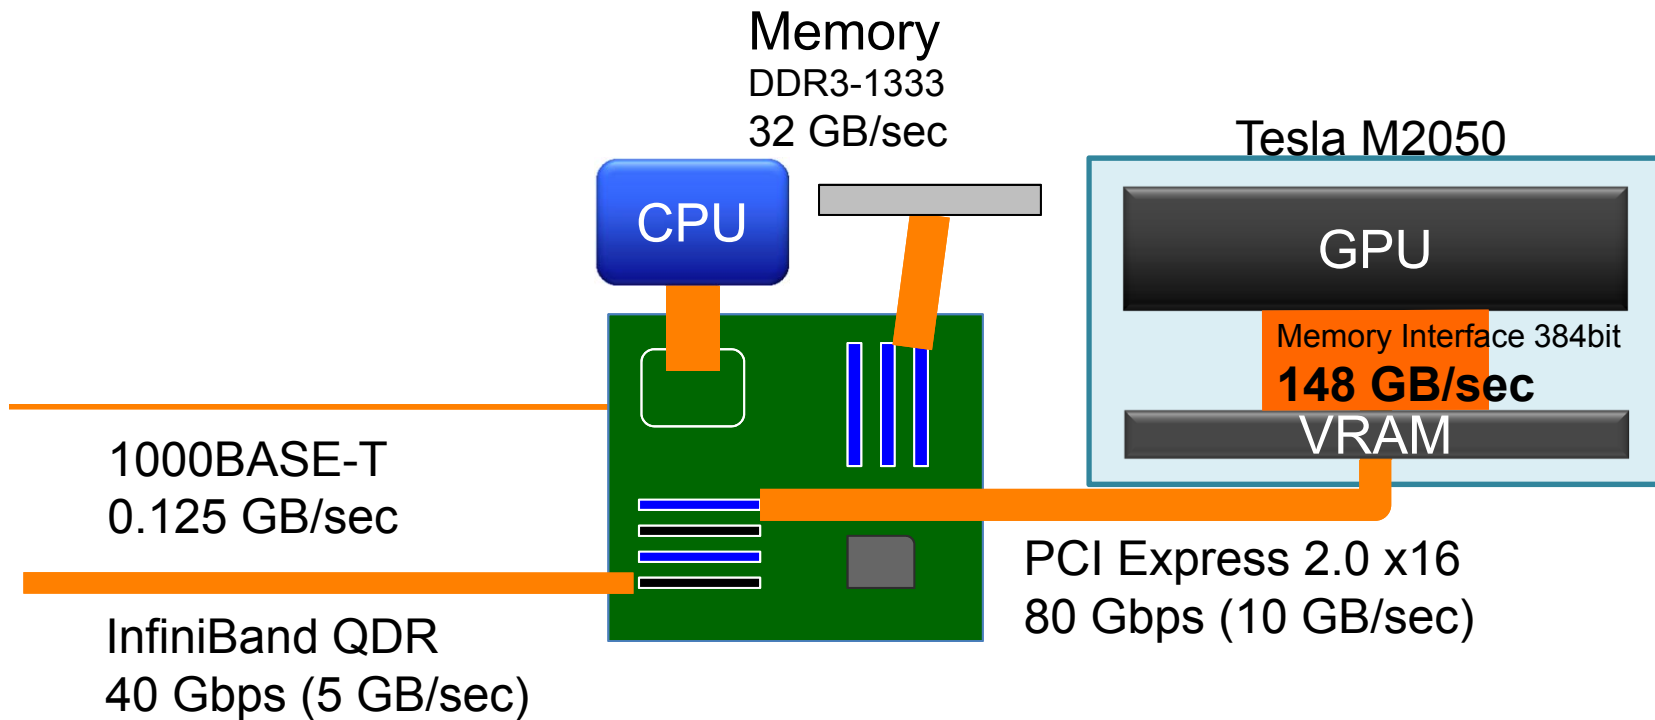 Memory
DDR3-1333
32 GB/sec
Tesla M2050
CPU
GPU
Memory Interface 384bit
148 GB/sec
VRAM
1000BASE-T
0.125 GB/sec
PCI Express 2.0 x16
80 Gbps (10 GB/sec)
InfiniBand QDR
40 Gbps (5 GB/sec)